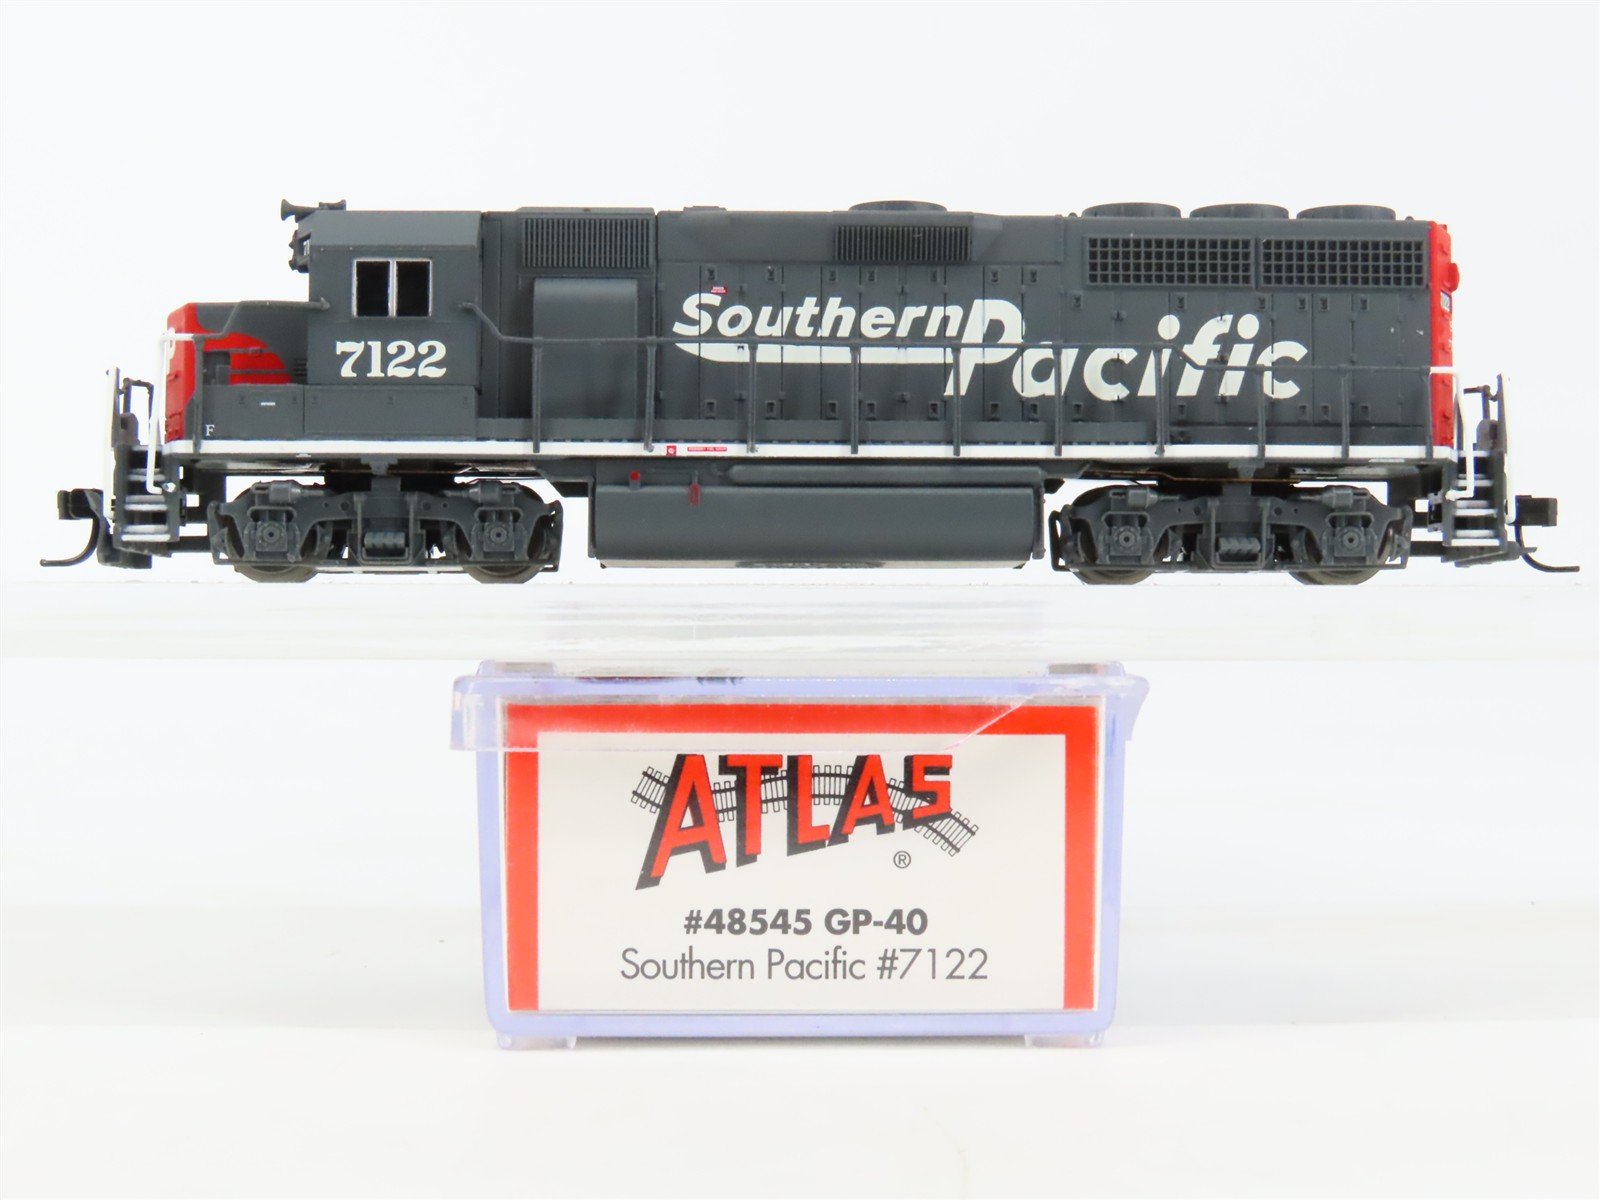 Southern
Pacific
7122
F
ATLAS
®
#48545 GP-40
Southern Pacific #7122